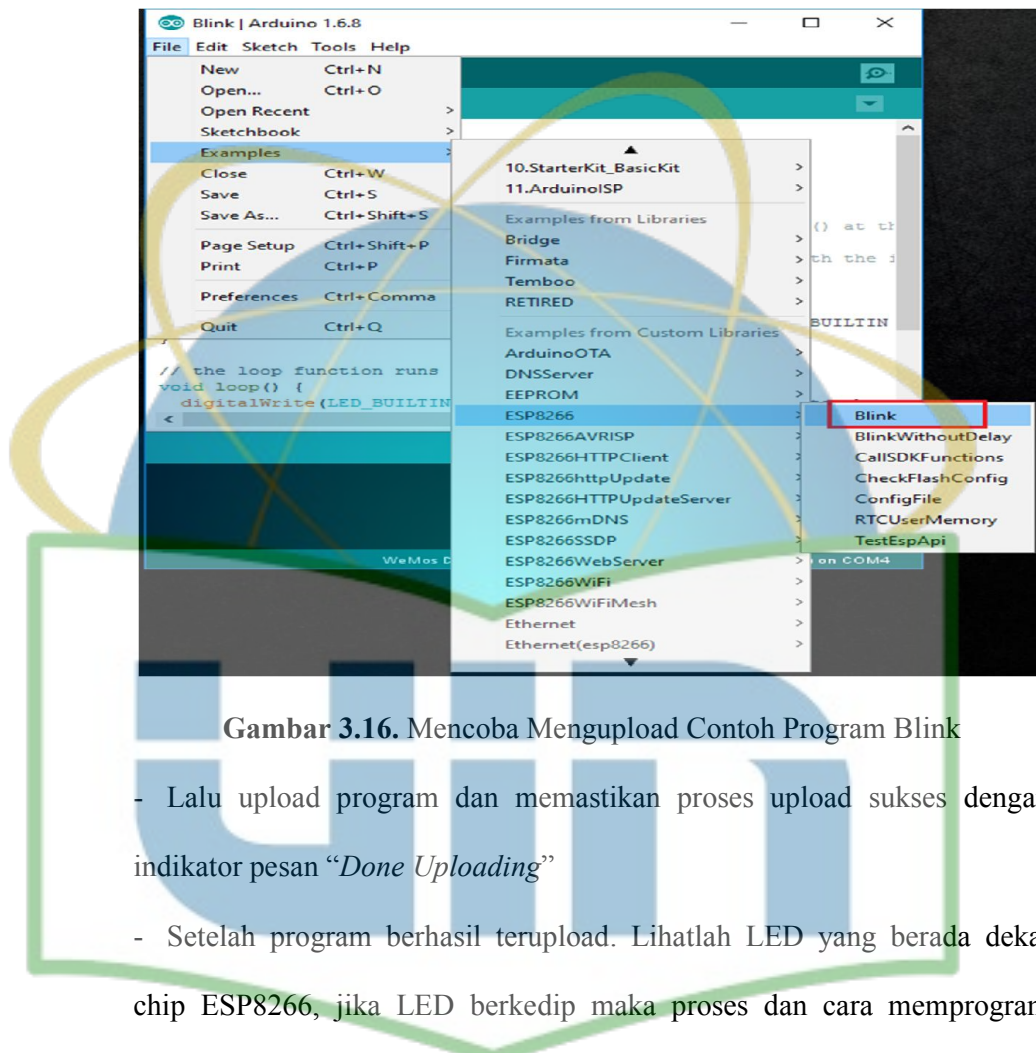 Blink | Arduino 1.6.8
File Edit Sketch Tools Help
New Ctrl+N
Open... Ctrl+O
Open Recent >
Sketchbook >
Examples
Close Ctrl+W
Save Ctrl+S
Save As... Ctrl+Shift+S
Page Setup Ctrl+Shift+P
Print Ctrl+P
Preferences Ctrl+Comma
Quit Ctrl+Q
}
// the loop function runs
void loop() {
digitalWrite(LED_BUILTIN
10.StarterKit_BasicKit >
11.ArduinoISP >
Examples from Libraries
Bridge >
Firmata >
Temboo >
RETIRED >
Examples from Custom Libraries
ArduinoOTA >
DNSServer >
EEPROM >
ESP8266 >
ESP8266AVRISP >
ESP8266HTTPClient >
ESP8266httpUpdate >
ESP8266HTTPUpdateServer >
ESP8266mDNS >
ESP8266SSDP >
ESP8266WebServer >
ESP8266WiFi >
ESP8266WiFiMesh >
Ethernet >
Ethernet(esp8266) >
() at th
th the i
BUILTIN
Blink
BlinkWithoutDelay
CallSDKFunctions
CheckFlashConfig
ConfigFile
RTCUserMemory
TestEspApi
WeMos D
on COM4
Gambar 3.16. Mencoba Mengupload Contoh Program Blink
- Lalu upload program dan memastikan proses upload sukses denga
indikator pesan “Done Uploading”
- Setelah program berhasil terupload. Lihatlah LED yang berada deka
chip ESP8266, jika LED berkedip maka proses dan cara memprogram
uin